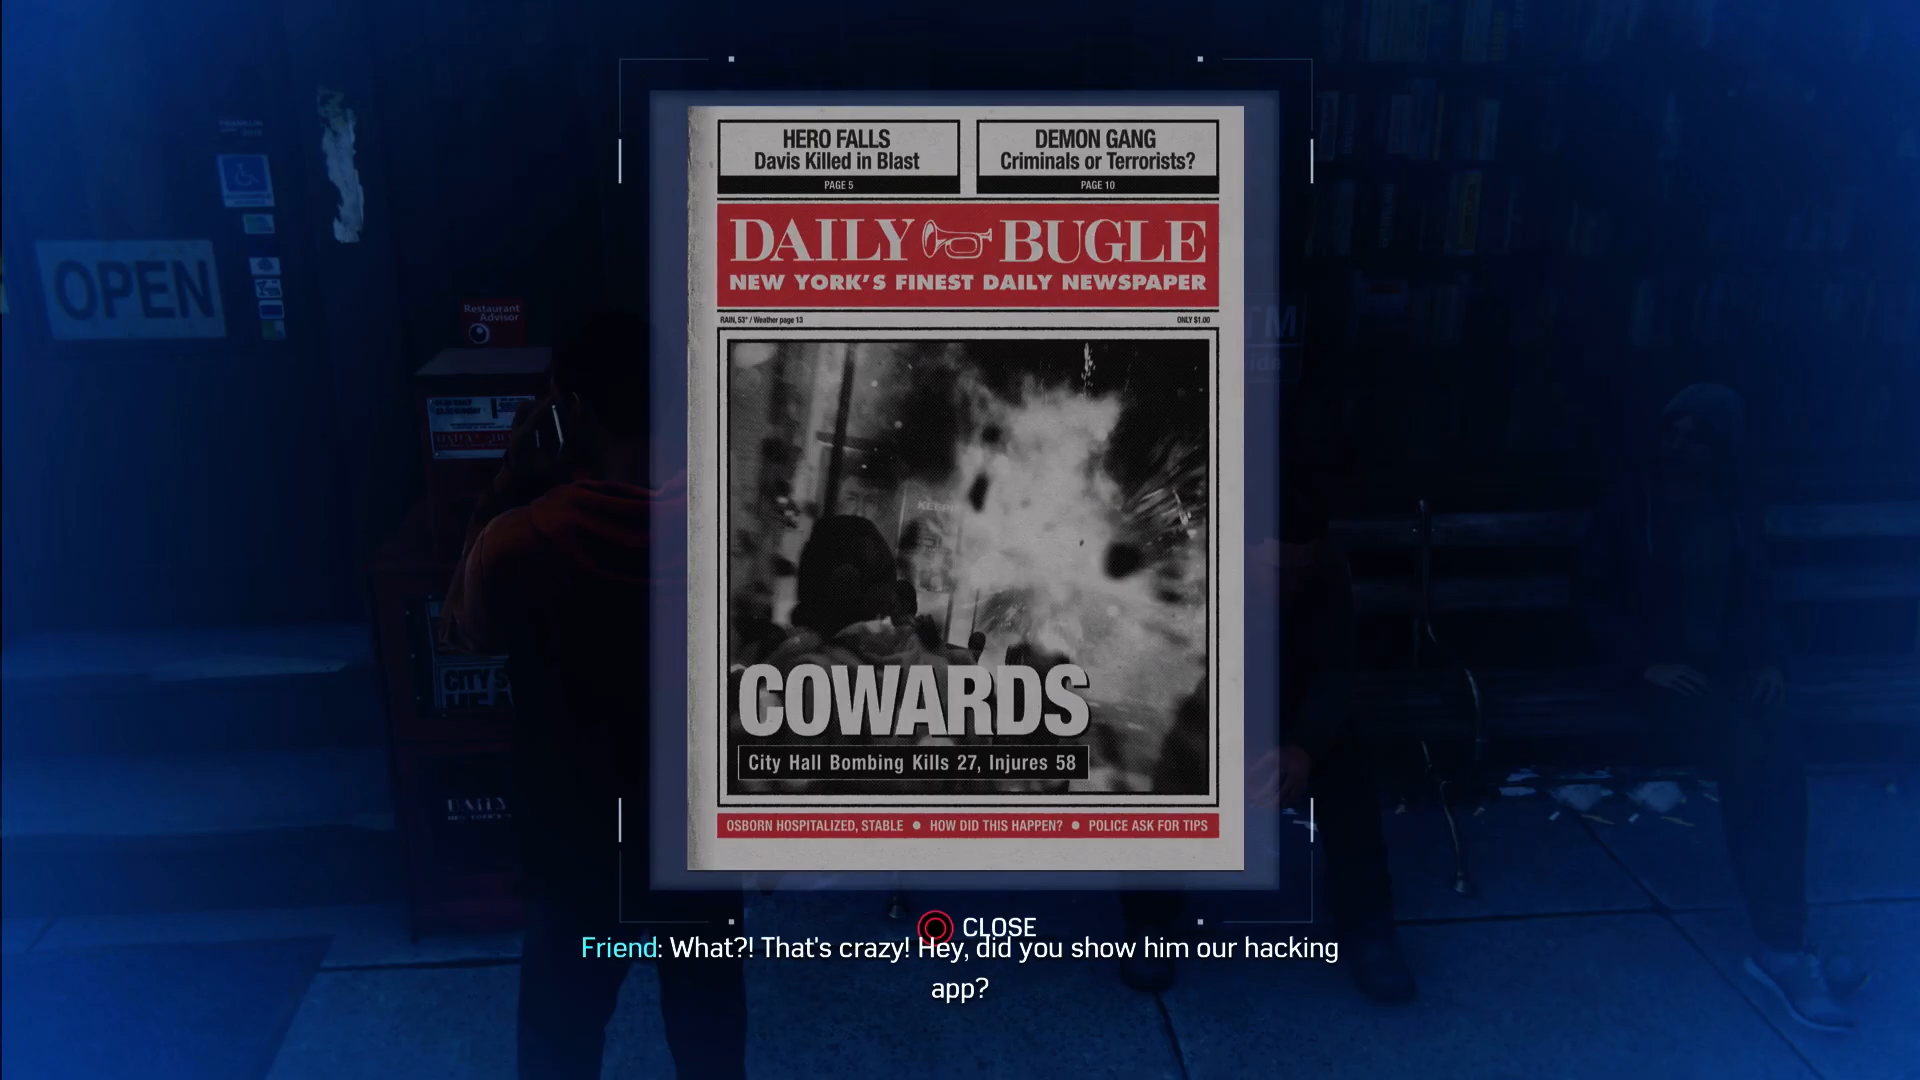 HERO FALLS
Davis Killed in Blast
PAGE 5
DEMON GANG
Criminals or Terrorists?
PAGE 10
DAILY BUGLE
NEW YORK'S FINEST DAILY NEWSPAPER
RAIN, 53° / Weather page 13
ONLY $1.00
OPEN
Restaurant
Advisor
KEEP
COWARDS
City Hall Bombing Kills 27, Injures 58
OSBORN HOSPITALIZED, STABLE ● HOW DID THIS HAPPEN? ● POLICE ASK FOR TIPS
DAILY
CLOSE
Friend: What?! That's crazy! Hey, did you show him our hacking
app?